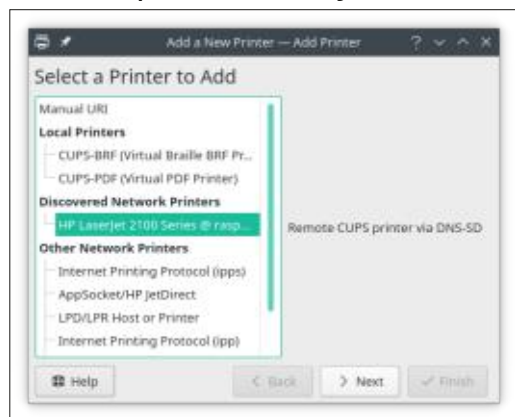 Add a New Printer — Add Printer
Select a Printer to Add
Manual URI
Local Printers
CUPS-BRF (Virtual Braille BRF Pr...
CUPS-PDF (Virtual PDF Printer)
Discovered Network Printers
HP LaserJet 2100 Series @ rasp...
Remote CUPS printer via DNS-SD
Other Network Printers
Internet Printing Protocol (ipps)
AppSocket/HP JetDirect
LPD/LPR Host or Printer
Internet Printing Protocol (ipp)
Help
Back
Next
Finish